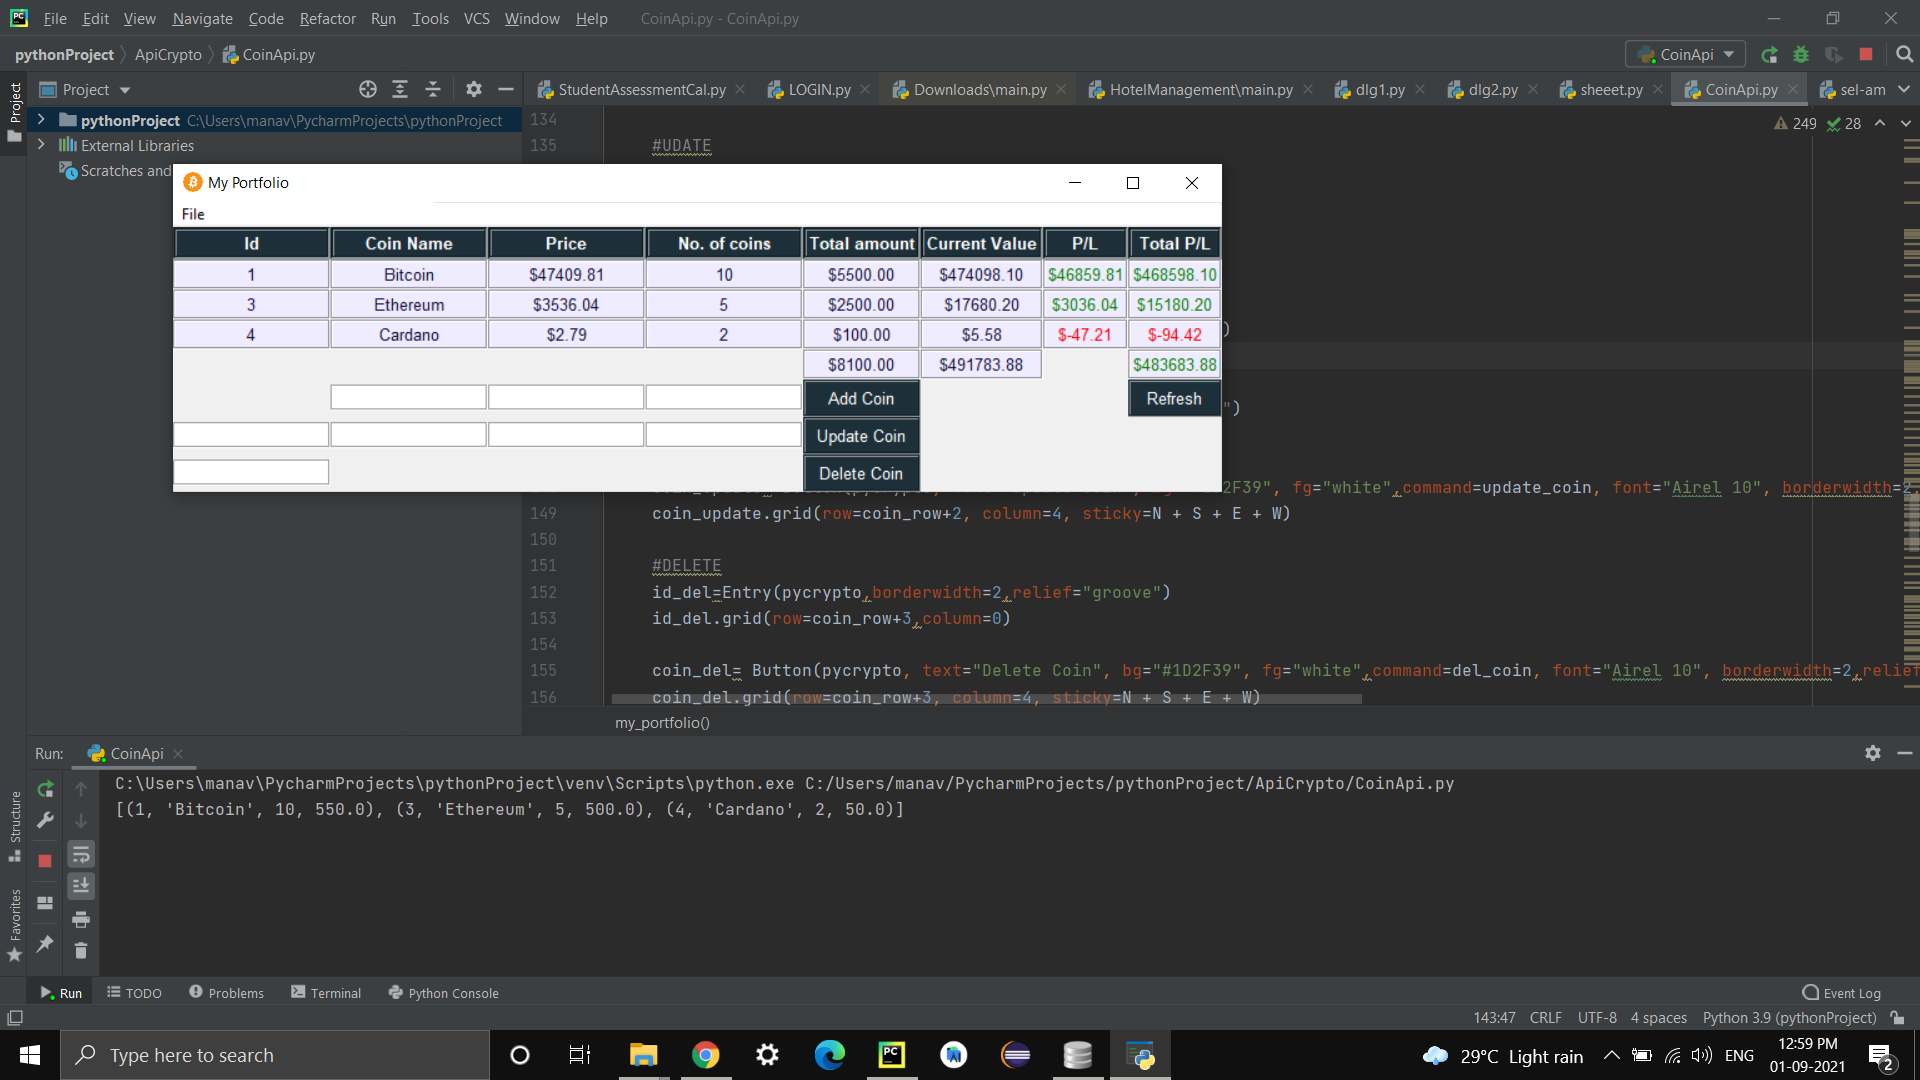 File Edit View Navigate Code Refactor Run Tools VCS Window Help CoinApi.py - CoinApi.py
pythonProject ApiCrypto CoinApi.py CoinApi
Project StudentAssessmentCal.py LOGIN.py Downloads\main.py HotelManagement\main.py dlg1.py dlg2.py sheeet.py CoinApi.py sel-am
Project
pythonProject C:\Users\manav\PycharmProjects\pythonProject 134 249 28
External Libraries 135 #UDATE
Scratches and
My Portfolio
File
Id Coin Name Price No. of coins Total amount Current Value P/L Total P/L
1 Bitcoin $47409.81 10 $5500.00 $474098.10 $46859.81 $468598.10
3 Ethereum $3536.04 5 $2500.00 $17680.20 $3036.04 $15180.20
4 Cardano $2.79 2 $100.00 $5.58 $-47.21 $-94.42 )
$8100.00 $491783.88 $483683.88
Add Coin Refresh ")
Update Coin
Delete Coin
2F39", fg="white",command=update_coin, font="Airel 10", borderwidth=2,
149 coin_update.grid(row=coin_row+2, column=4, sticky=N + S + E + W)
150
151 #DELETE
152 id_del=Entry(pycrypto,borderwidth=2,relief="groove")
153 id_del.grid(row=coin_row+3,column=0)
154
155 coin_del= Button(pycrypto, text="Delete Coin", bg="#1D2F39", fg="white",command=del_coin, font="Airel 10", borderwidth=2,relief
156 coin_del.grid(row=coin_row+3, column=4, sticky=N + S + E + W)
my_portfolio()
Run: CoinApi
C:\Users\manav\PycharmProjects\pythonProject\venv\Scripts\python.exe C:/Users/manav/PycharmProjects/pythonProject/ApiCrypto/CoinApi.py
[(1, 'Bitcoin', 10, 550.0), (3, 'Ethereum', 5, 500.0), (4, 'Cardano', 2, 50.0)]
Structure
Favorites
Run TODO Problems Terminal Python Console Event Log
143:47 CRLF UTF-8 4 spaces Python 3.9 (pythonProject)
Type here to search PC 29°C Light rain ENG 12:59 PM
01-09-2021 2